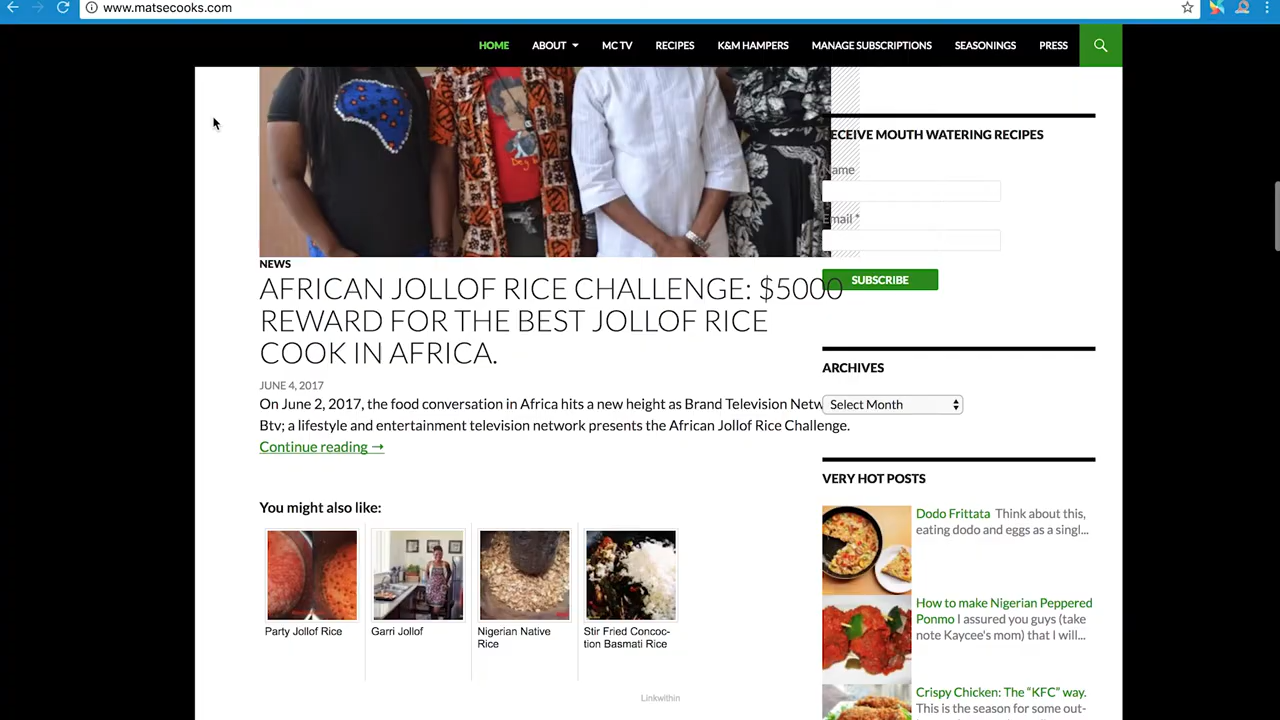 www.matsecooks.com
HOME ABOUT MC TV RECIPES K&M HAMPERS MANAGE SUBSCRIPTIONS SEASONINGS PRESS
NEWS
AFRICAN JOLLOF RICE CHALLENGE: $5000
REWARD FOR THE BEST JOLLOF RICE
COOK IN AFRICA.
JUNE 4, 2017
On June 2, 2017, the food conversation in Africa hits a new height as Brand Television Netw
Btv; a lifestyle and entertainment television network presents the African Jollof Rice Challenge.
Continue reading →
You might also like:
Party Jollof Rice
Garri Jollof
Nigerian Native
Rice
Stir Fried Concoc-
tion Basmati Rice
Linkwithin
ECEIVE MOUTH WATERING RECIPES
Name
Email *
SUBSCRIBE
ARCHIVES
Select Month
VERY HOT POSTS
Dodo Frittata Think about this,
eating dodo and eggs as a singl...
How to make Nigerian Peppered
Ponmo I assured you guys (take
note Kaycee's mom) that I will...
Crispy Chicken: The “KFC” way.
This is the season for some out-